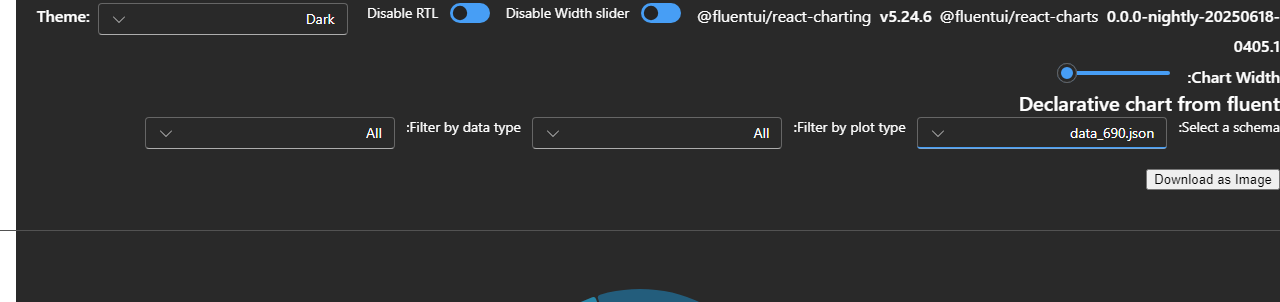 Theme: Dark Disable RTL Disable Width slider @fluentui/react-charting v5.24.6 @fluentui/react-charts 0.0.0-nightly-20250618-
0405.1
:Chart Width
Declarative chart from fluent
:Select a schema data_690.json :Filter by plot type All :Filter by data type All
Download as Image